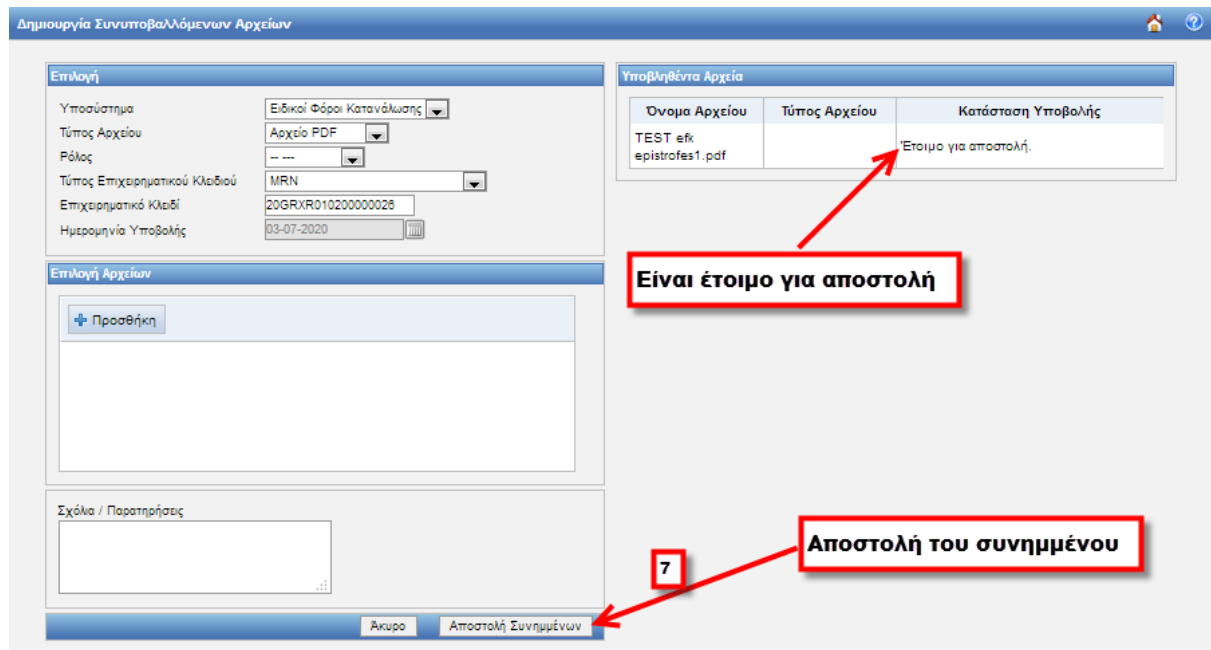 Δημιουργία Συνυποβαλλόμενων Αρχείων
Επιλογή
Υποσύστημα Ειδικοί Φόροι Κατανάλωσης
Τύπος Αρχείου Αρχείο PDF
Ρόλος -- ---
Τύπος Επιχειρηματικού Κλειδιού MRN
Επιχειρηματικό Κλειδί 20GRXR010200000026
Ημερομηνία Υποβολής 03-07-2020
Επιλογή Αρχείων
Προσθήκη
Σχόλια / Παρατηρήσεις
Άκυρο Αποστολή Συνημμένων
Υποβληθέντα Αρχεία
Όνομα Αρχείου Τύπος Αρχείου Κατάσταση Υποβολής
TEST efk
epistrofes1.pdf
Έτοιμο για αποστολή.
Είναι έτοιμο για αποστολή
Αποστολή του συνημμένου
7